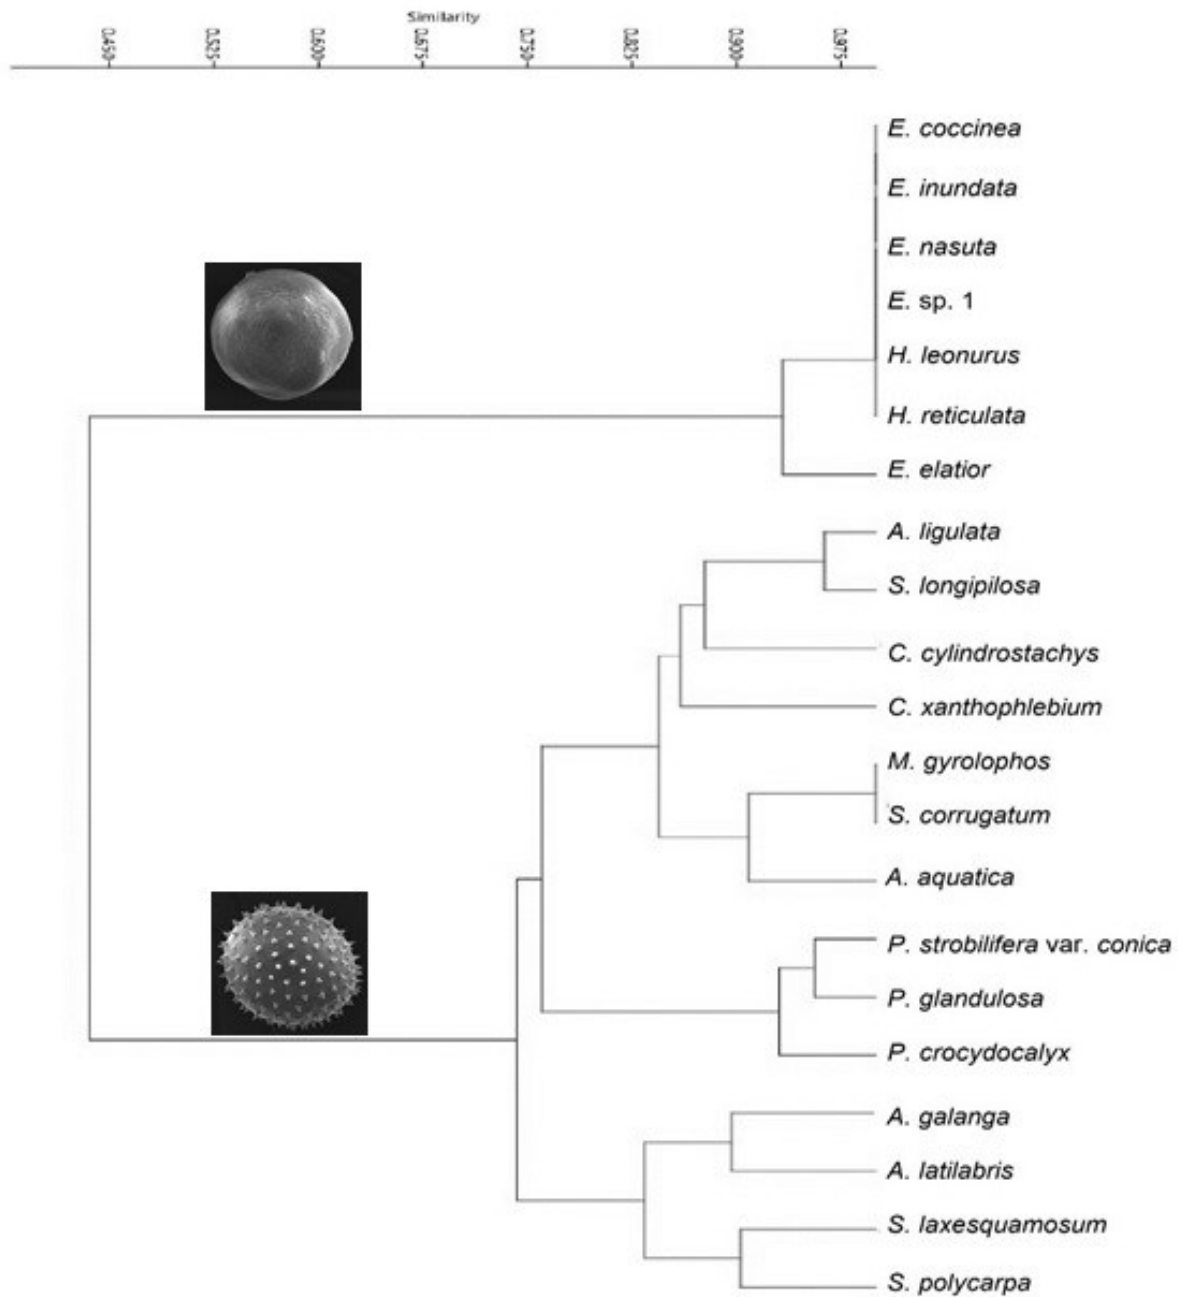 Similarity
0.450 0.525 0.600 0.675 0.750 0.825 0.900 0.975
E. coccinea
E. inundata
E. nasuta
E. sp. 1
H. leonurus
H. reticulata
E. elatior
A. ligulata
S. longipilosa
C. cylindrostachys
C. xanthophlebium
M. gyrolophos
S. corrugatum
A. aquatica
P. strobilifera var. conica
P. glandulosa
P. crocydocalyx
A. galanga
A. latilabris
S. laxesquamosum
S. polycarpa